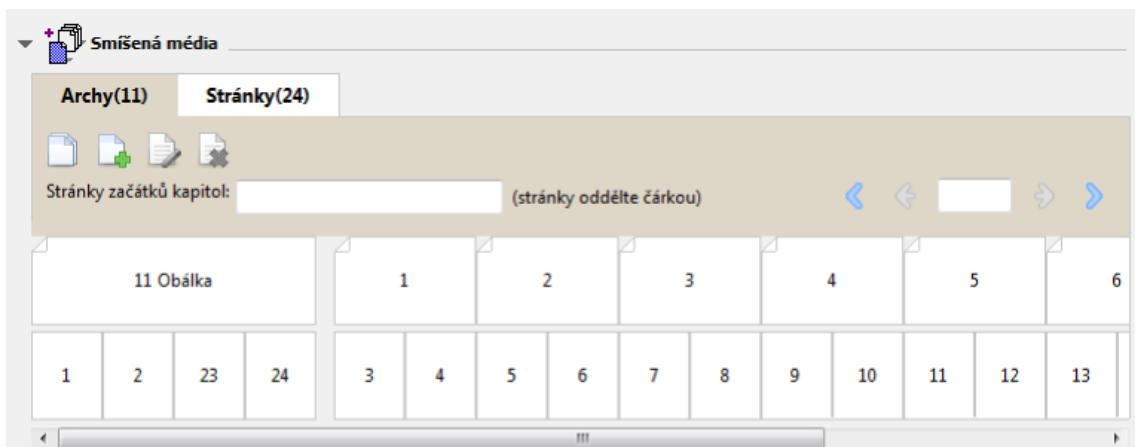 Smíšená média
Archy(11) Stránky(24)
Stránky začátků kapitol: (stránky oddělte čárkou)
11 Obálka 1 2 3 4 5 6
1 2 23 24 3 4 5 6 7 8 9 10 11 12 13